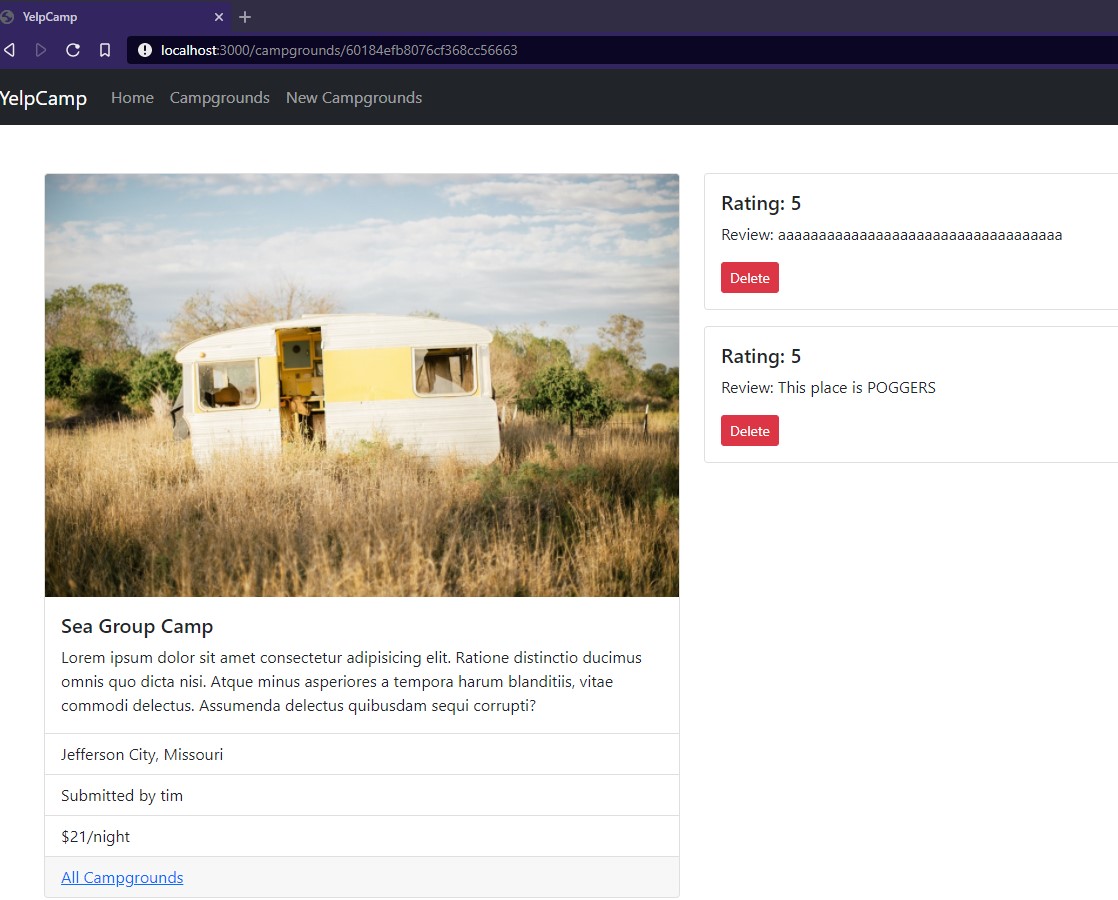 YelpCamp
localhost:3000/campgrounds/60184efb8076cf368cc56663
YelpCamp Home Campgrounds New Campgrounds
Sea Group Camp
Lorem ipsum dolor sit amet consectetur adipisicing elit. Ratione distinctio ducimus
omnis quo dicta nisi. Atque minus asperiores a tempora harum blanditiis, vitae
commodi delectus. Assumenda delectus quibusdam sequi corrupti?
Jefferson City, Missouri
Submitted by tim
$21/night
All Campgrounds
Rating: 5
Review: aaaaaaaaaaaaaaaaaaaaaaaaaaaaaaaaaaa
Delete
Rating: 5
Review: This place is POGGERS
Delete